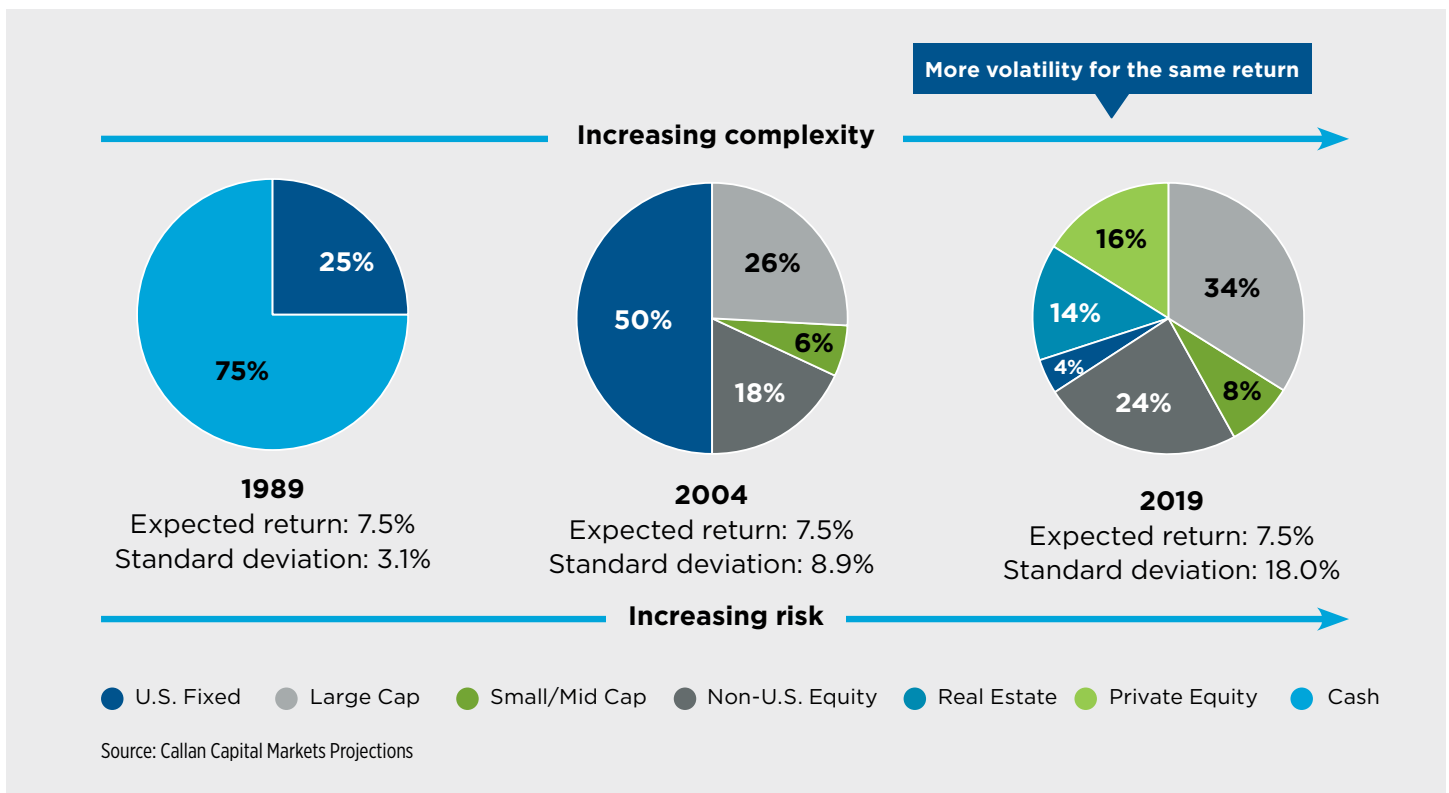 More volatility for the same return
Increasing complexity
25%
75%
50%
26%
6%
18%
16%
34%
14%
4%
24%
8%
1989
Expected return: 7.5%
Standard deviation: 3.1%
2004
Expected return: 7.5%
Standard deviation: 8.9%
2019
Expected return: 7.5%
Standard deviation: 18.0%
Increasing risk
U.S. Fixed Large Cap Small/Mid Cap Non-U.S. Equity Real Estate Private Equity Cash
Source: Callan Capital Markets Projections